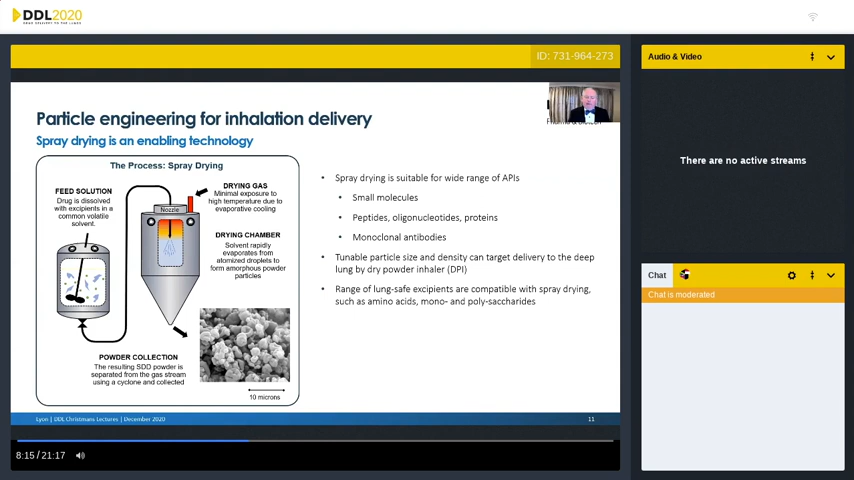 DDL2020
ID: 731-964-273
Audio & Video
Particle engineering for inhalation delivery
Spray drying is an enabling technology
The Process: Spray Drying
FEED SOLUTION
Drug is dissolved
with excipients in a
common volatile
solvent.
Nozzle
DRYING GAS
Minimal exposure to
high temperature due to
evaporative cooling
DRYING CHAMBER
Solvent rapidly
evaporates from
atomized droplets to
form amorphous powder
particles
POWDER COLLECTION
The resulting SDD powder is
separated from the gas stream
using a cyclone and collected
10 microns
• Spray drying is suitable for wide range of APIs
• Small molecules
• Peptides, oligonucleotides, proteins
• Monoclonal antibodies
• Tunable particle size and density can target delivery to the deep
lung by dry powder inhaler (DPI)
• Range of lung-safe excipients are compatible with spray drying,
such as amino acids, mono- and poly-saccharides
Lyon | DDL Christmans Lectures | December 2020
11
8:15 / 21:17
There are no active streams
Chat
Chat is moderated